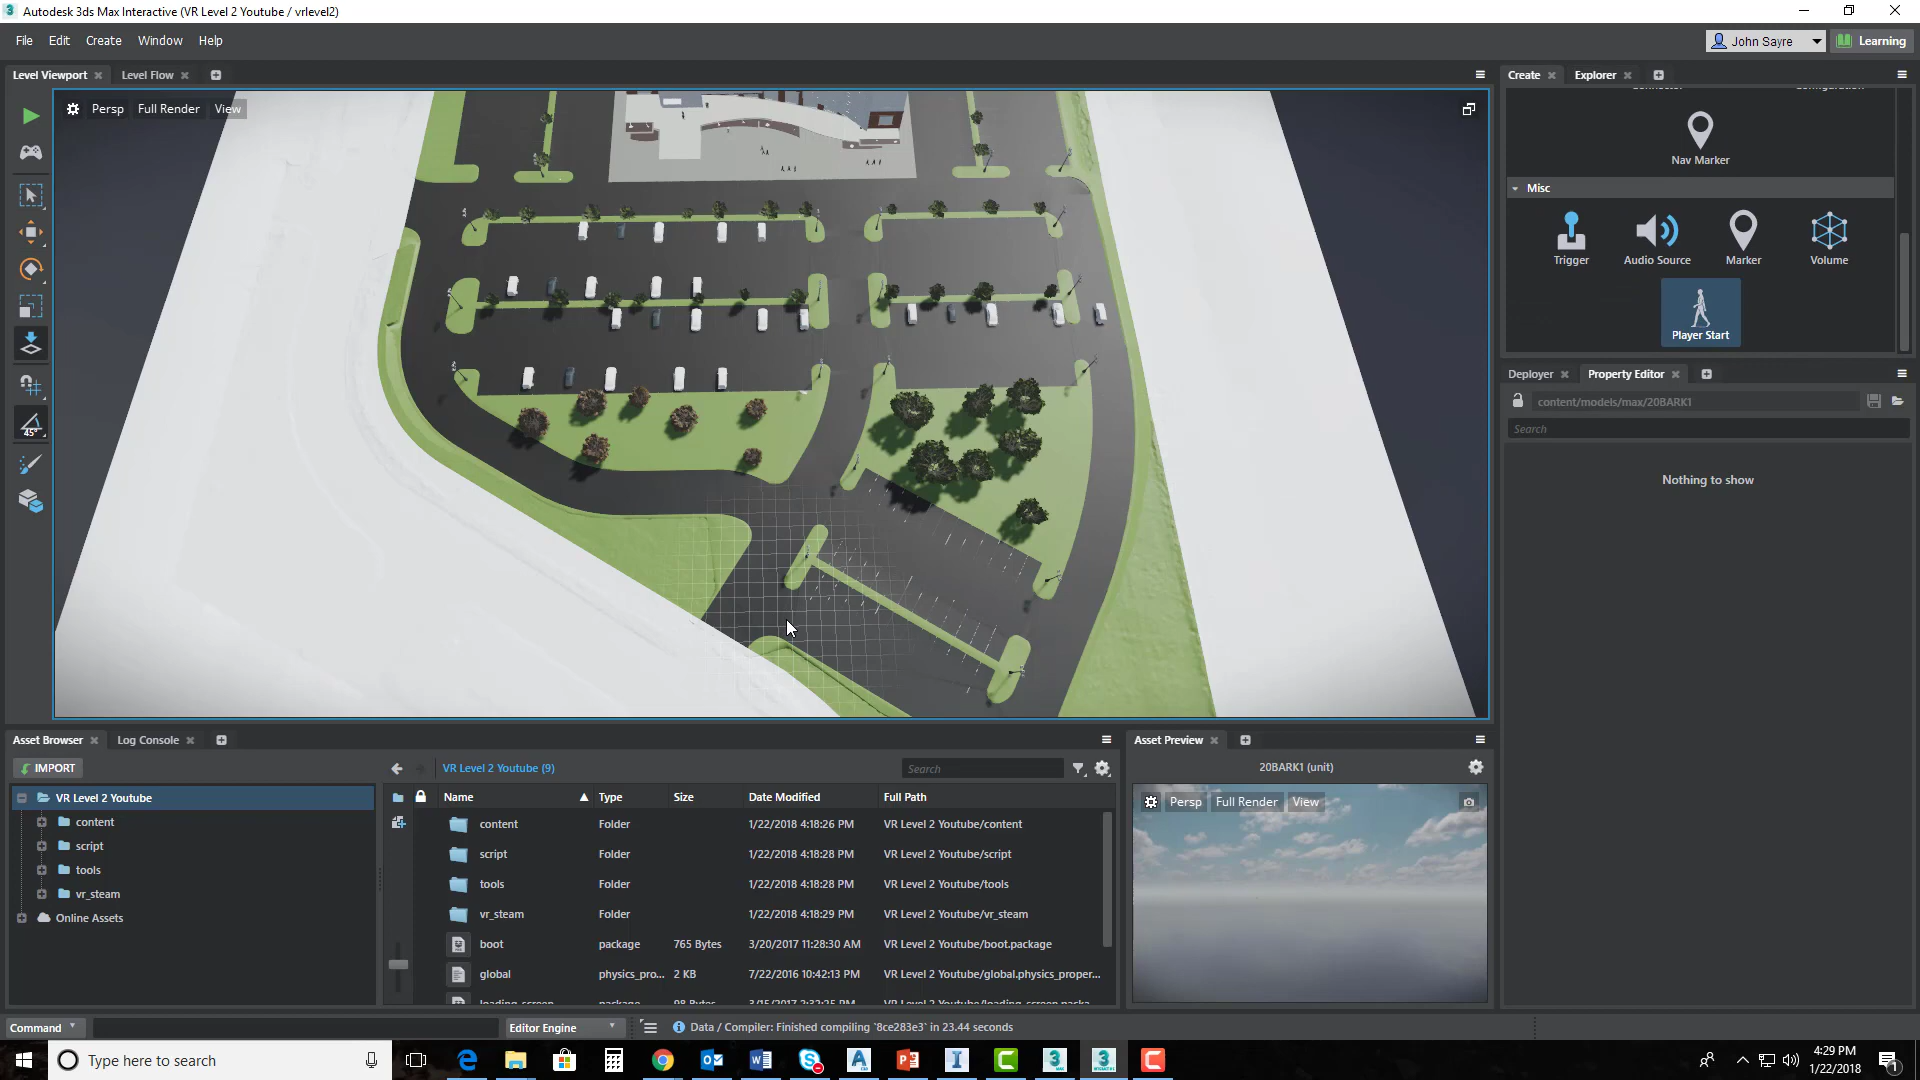 Autodesk 3ds Max Interactive (VR Level 2 Youtube / vrlevel2)
File Edit Create Window Help
John Sayre
Learning
Level Viewport
Level Flow
Persp Full Render View
45°
Create
Explorer
Nav Marker
Misc
Trigger
Audio Source
Marker
Volume
Player Start
Deployer
Property Editor
content/models/max/20BARK1
Search
Nothing to show
Asset Browser
Log Console
IMPORT
VR Level 2 Youtube
content
script
tools
vr_steam
Online Assets
VR Level 2 Youtube (9)
Search
Name Type Size Date Modified Full Path
content Folder 1/22/2018 4:18:26 PM VR Level 2 Youtube/content
script Folder 1/22/2018 4:18:28 PM VR Level 2 Youtube/script
tools Folder 1/22/2018 4:18:28 PM VR Level 2 Youtube/tools
vr_steam Folder 1/22/2018 4:18:29 PM VR Level 2 Youtube/vr_steam
boot package 765 Bytes 3/20/2017 11:28:30 AM VR Level 2 Youtube/boot.package
global physics_pro... 2 KB 7/22/2016 10:42:13 PM VR Level 2 Youtube/global.physics_proper...
Asset Preview
20BARK1 (unit)
Persp Full Render View
Command
Editor Engine
Data / Compiler: Finished compiling `8ce283e3` in 23.44 seconds
Type here to search
4:29 PM
1/22/2018